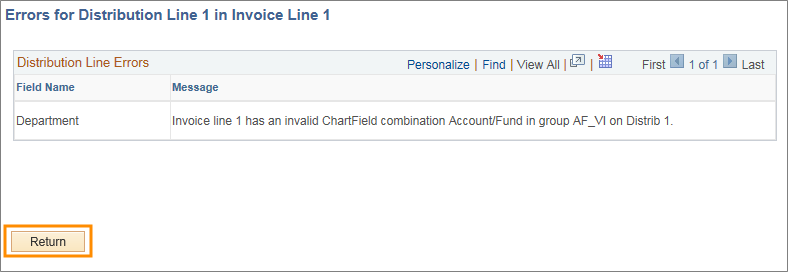 Errors for Distribution Line 1 in Invoice Line 1
Distribution Line Errors Personalize | Find | View All | | First 1 of 1 Last
Field Name Message
Department Invoice line 1 has an invalid ChartField combination Account/Fund in group AF_VI on Distrib 1.
Return